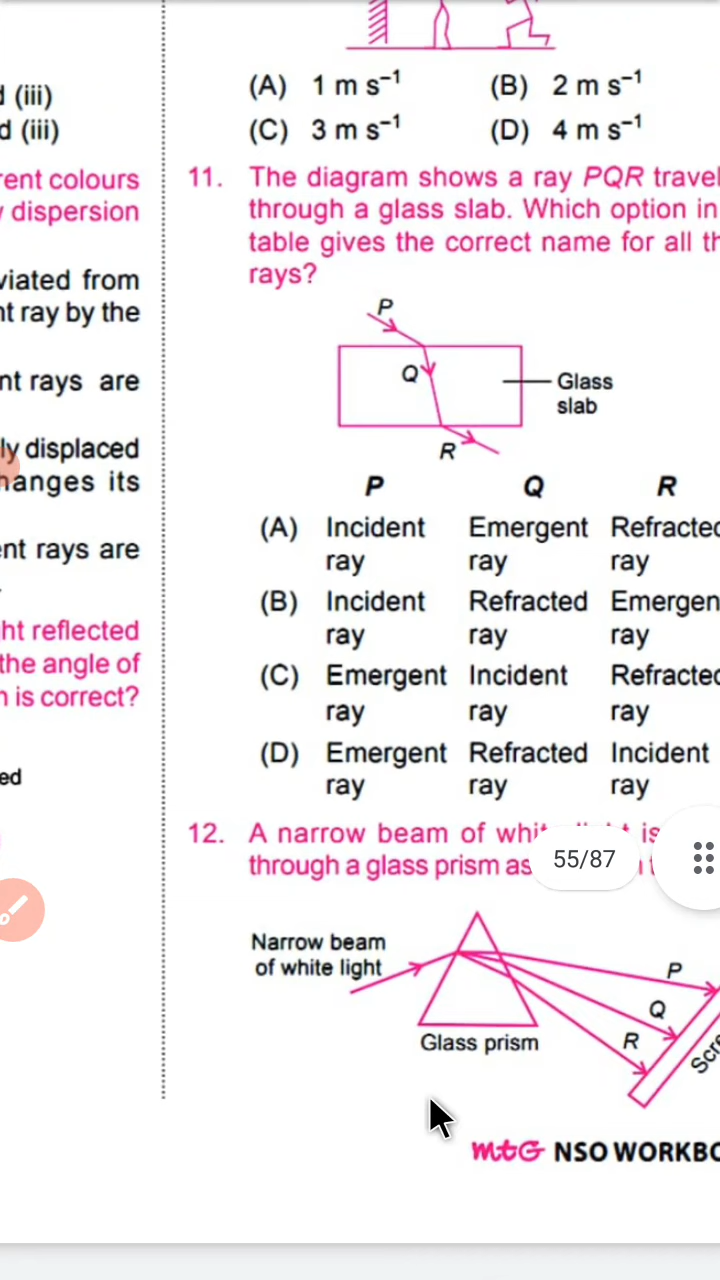 d (iii)
d (iii)
rent colours
dispersion
viated from
nt ray by the
nt rays are
ly displaced
hanges its
ent rays are
ht reflected
the angle of
is correct?
ed
(A) 1 m s⁻¹ (B) 2 m s⁻¹
(C) 3 m s⁻¹ (D) 4 m s⁻¹
11. The diagram shows a ray PQR travel
through a glass slab. Which option in
table gives the correct name for all th
rays?
P
Q
Glass
slab
R
P Q R
(A) Incident Emergent Refracted
ray ray ray
(B) Incident Refracted Emergen
ray ray ray
(C) Emergent Incident Refracted
ray ray ray
(D) Emergent Refracted Incident
ray ray ray
12. A narrow beam of whi is
through a glass prism as
55/87
Narrow beam
of white light
P
Q
R
Scre
Glass prism
mtG NSO WORKBO